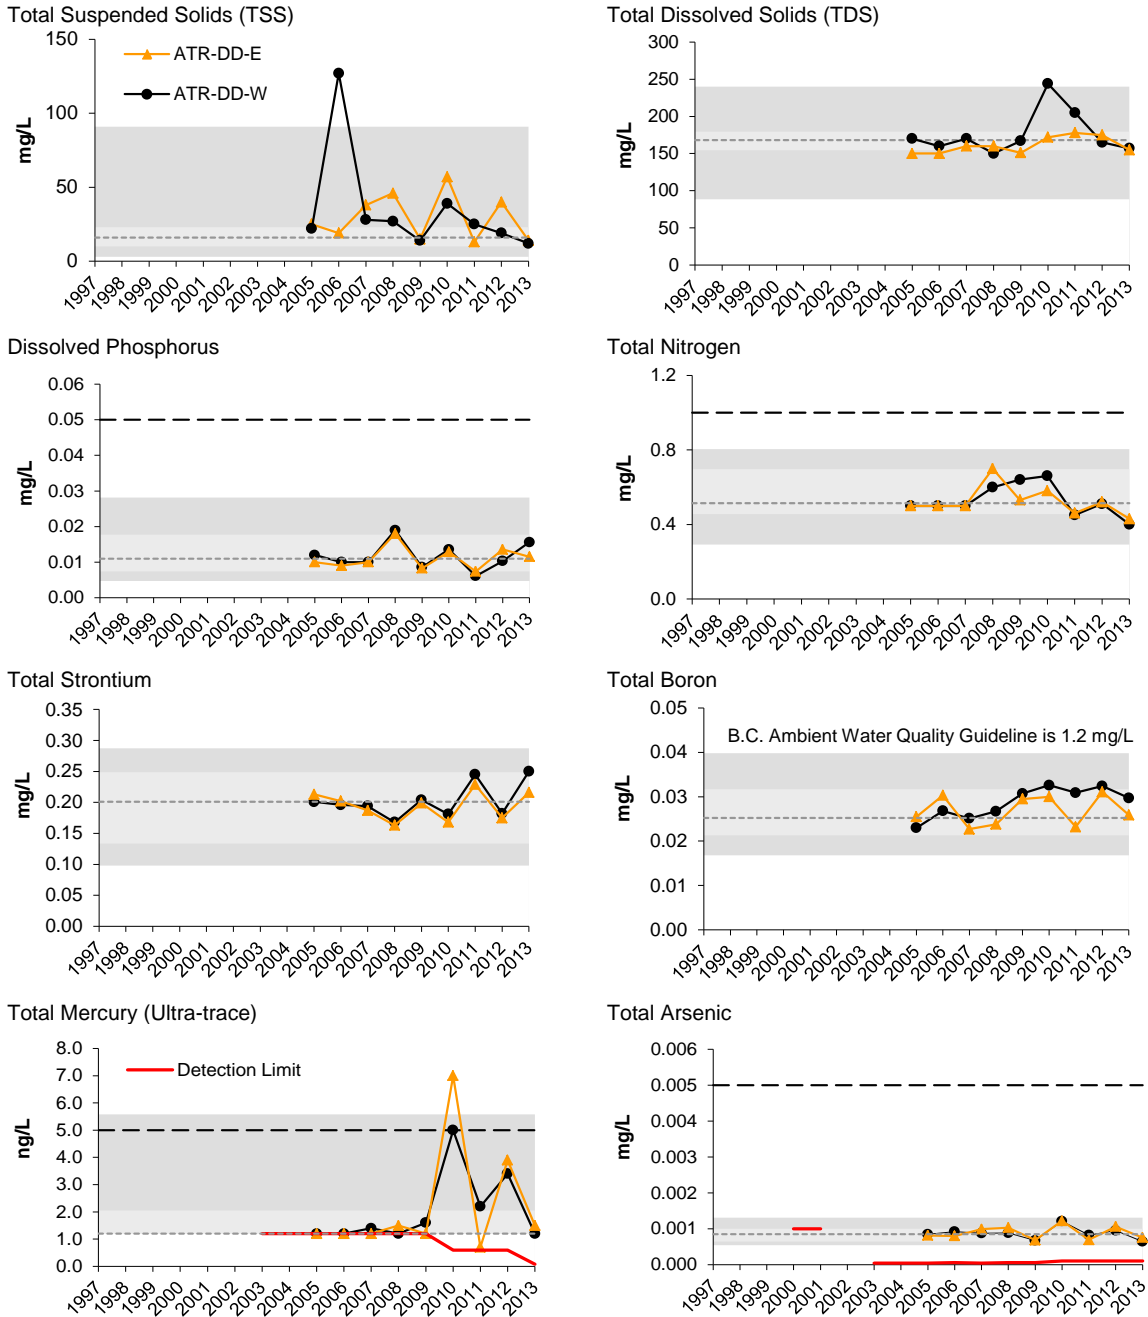 Total Suspended Solids (TSS)
150
100
50
0
mg/L
ATR-DD-E
ATR-DD-W
1997 1998 1999 2000 2001 2002 2003 2004 2005 2006 2007 2008 2009 2010 2011 2012 2013
Total Dissolved Solids (TDS)
300
250
200
150
100
50
0
mg/L
1997 1998 1999 2000 2001 2002 2003 2004 2005 2006 2007 2008 2009 2010 2011 2012 2013
Dissolved Phosphorus
0.06
0.05
0.04
0.03
0.02
0.01
0.00
mg/L
1997 1998 1999 2000 2001 2002 2003 2004 2005 2006 2007 2008 2009 2010 2011 2012 2013
Total Nitrogen
1.2
0.8
0.4
0.0
mg/L
1997 1998 1999 2000 2001 2002 2003 2004 2005 2006 2007 2008 2009 2010 2011 2012 2013
Total Strontium
0.35
0.30
0.25
0.20
0.15
0.10
0.05
0.00
mg/L
1997 1998 1999 2000 2001 2002 2003 2004 2005 2006 2007 2008 2009 2010 2011 2012 2013
Total Boron
0.05
0.04
0.03
0.02
0.01
0.00
mg/L
B.C. Ambient Water Quality Guideline is 1.2 mg/L
1997 1998 1999 2000 2001 2002 2003 2004 2005 2006 2007 2008 2009 2010 2011 2012 2013
Total Mercury (Ultra-trace)
8.0
7.0
6.0
5.0
4.0
3.0
2.0
1.0
0.0
ng/L
Detection Limit
1997 1998 1999 2000 2001 2002 2003 2004 2005 2006 2007 2008 2009 2010 2011 2012 2013
Total Arsenic
0.006
0.005
0.004
0.003
0.002
0.001
0.000
mg/L
1997 1998 1999 2000 2001 2002 2003 2004 2005 2006 2007 2008 2009 2010 2011 2012 2013